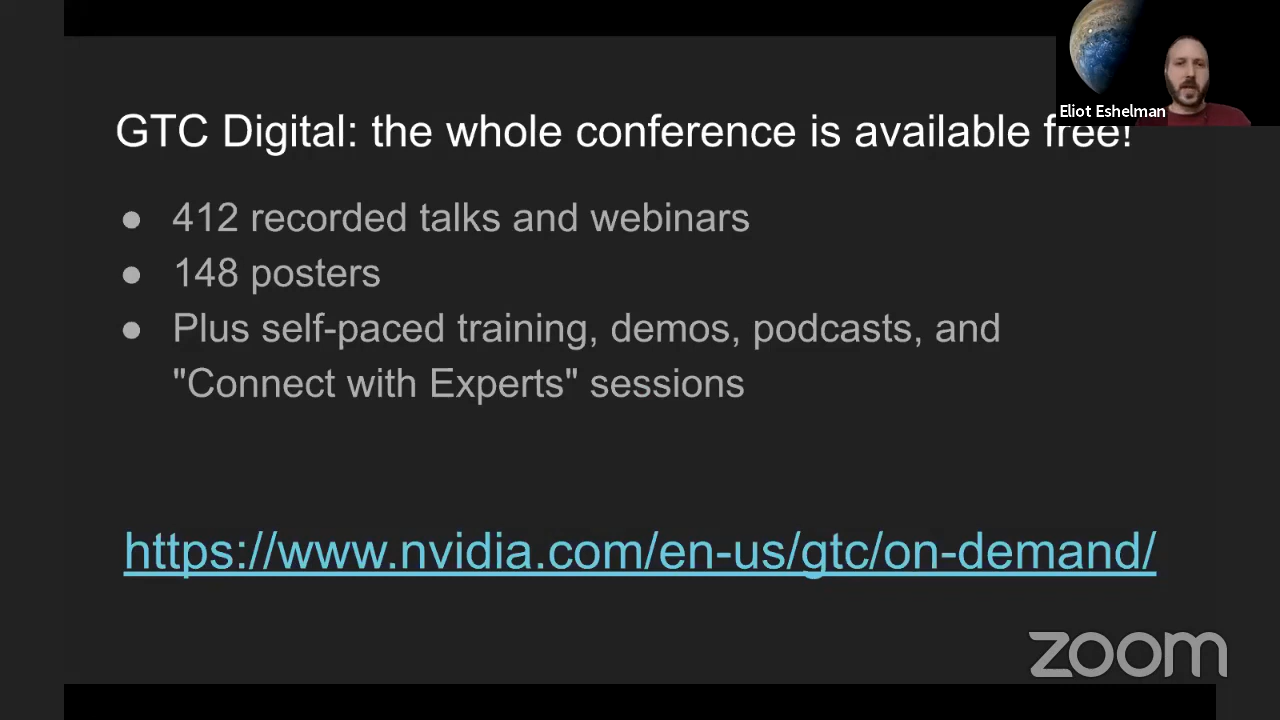 Eliot Eshelman
GTC Digital: the whole conference is available free!
● 412 recorded talks and webinars
● 148 posters
● Plus self-paced training, demos, podcasts, and
"Connect with Experts" sessions
https://www.nvidia.com/en-us/gtc/on-demand/
zoom